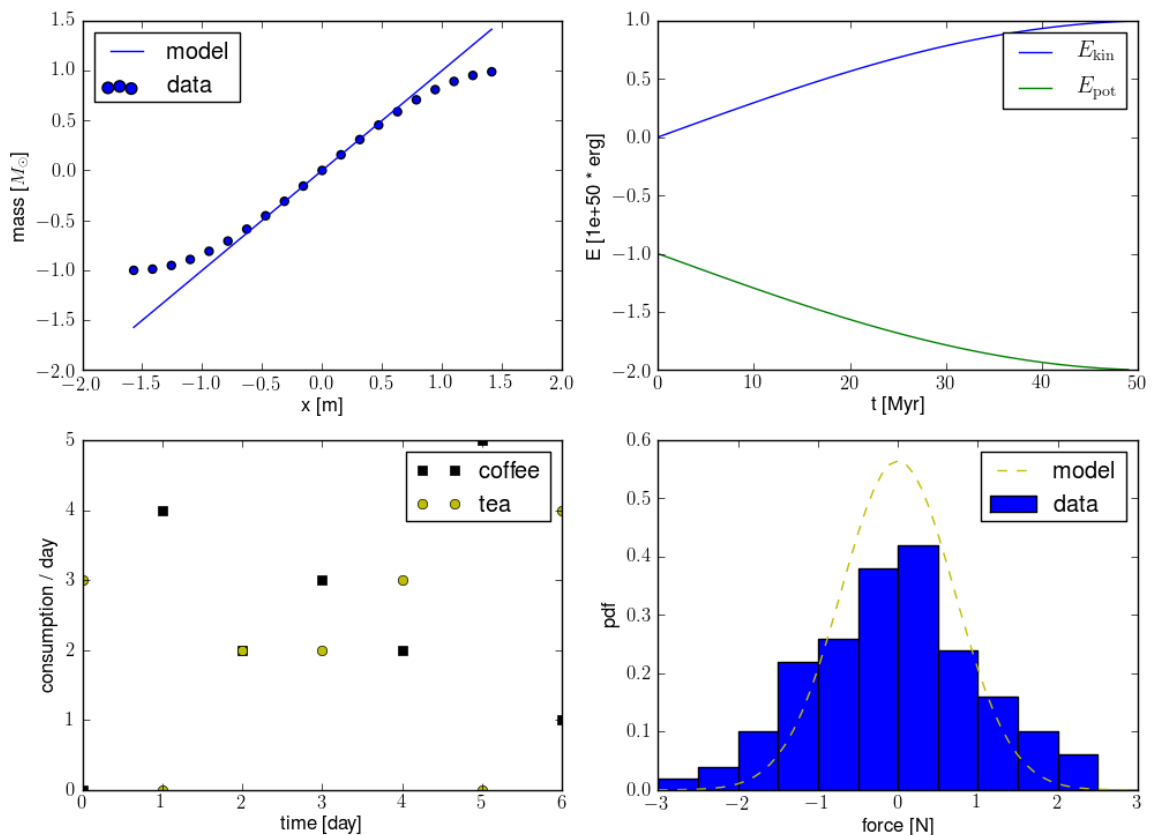 1.5
1.0
0.5
0.0
−0.5
−1.0
−1.5
−2.0
mass [M⊙]
model
data
−2.0 −1.5 −1.0 −0.5 0.0 0.5 1.0 1.5 2.0
x [m]
1.0
0.5
0.0
−0.5
−1.0
−1.5
−2.0
E [1e+50 * erg]
E_kin
E_pot
0 10 20 30 40 50
t [Myr]
5
4
3
2
1
0
consumption / day
coffee
tea
0 1 2 3 4 5 6
time [day]
0.6
0.5
0.4
0.3
0.2
0.1
0.0
pdf
model
data
−3 −2 −1 0 1 2 3
force [N]